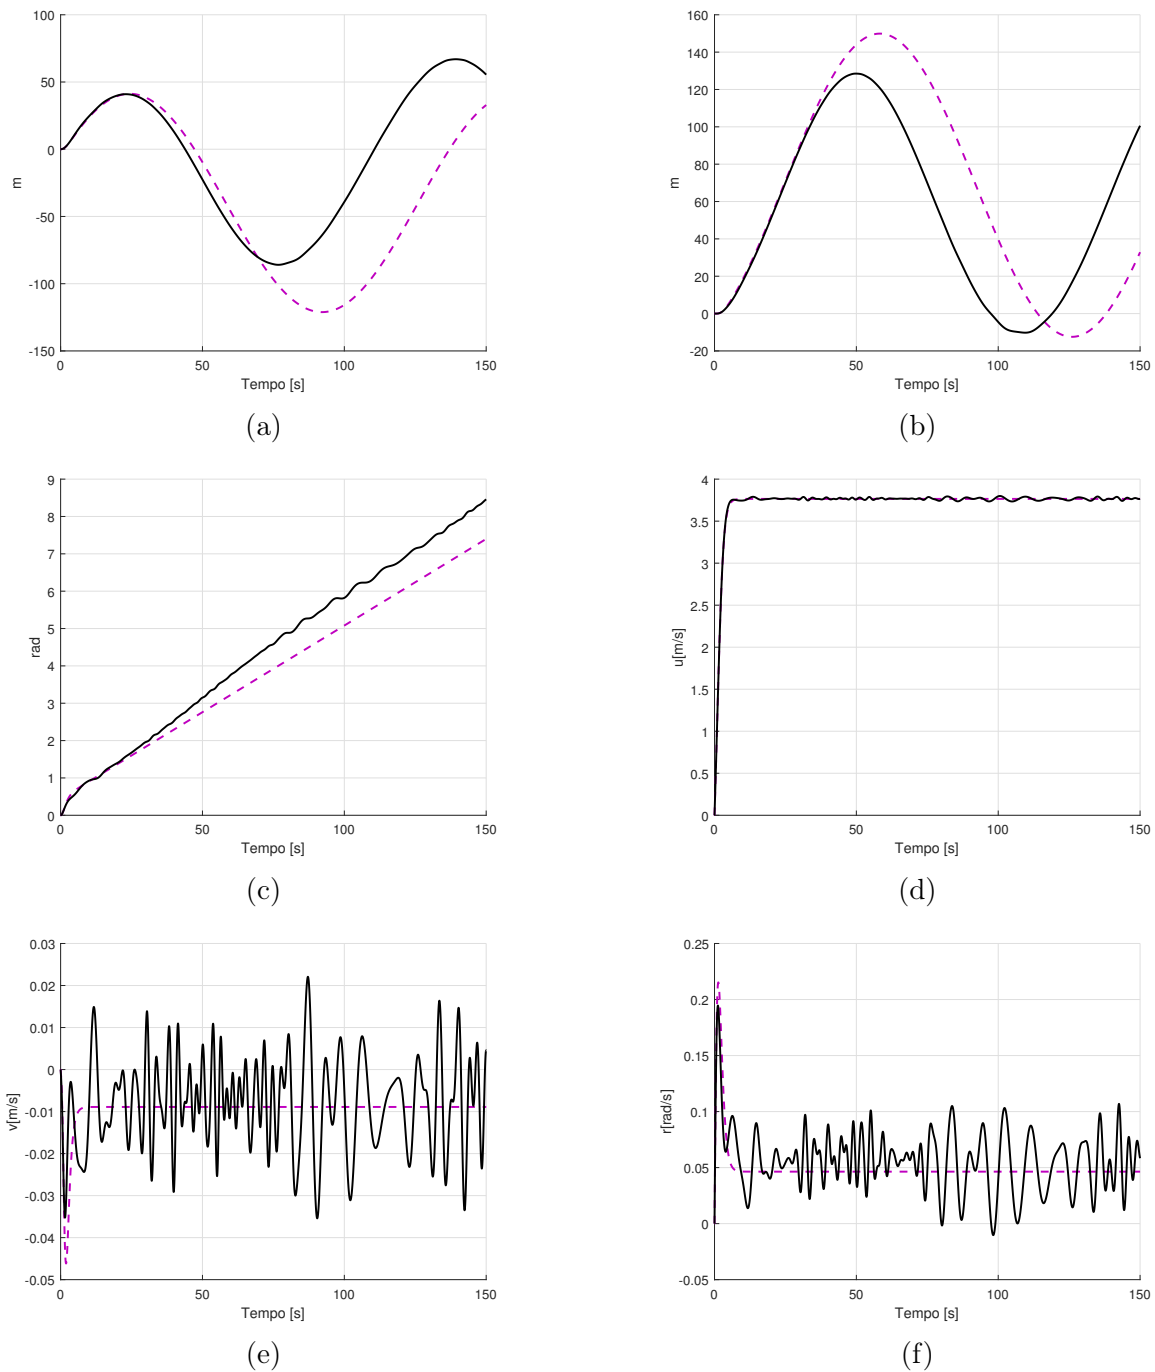 100
50
0
-50
-100
-150
m
0 50 100 150
Tempo [s]
(a)
160
140
120
100
80
60
40
20
0
-20
m
0 50 100 150
Tempo [s]
(b)
9
8
7
6
5
4
3
2
1
0
rad
0 50 100 150
Tempo [s]
(c)
4
3.5
3
2.5
2
1.5
1
0.5
0
u[m/s]
0 50 100 150
Tempo [s]
(d)
0.03
0.02
0.01
0
-0.01
-0.02
-0.03
-0.04
-0.05
v[m/s]
0 50 100 150
Tempo [s]
(e)
0.25
0.2
0.15
0.1
0.05
0
-0.05
r[rad/s]
0 50 100 150
Tempo [s]
(f)